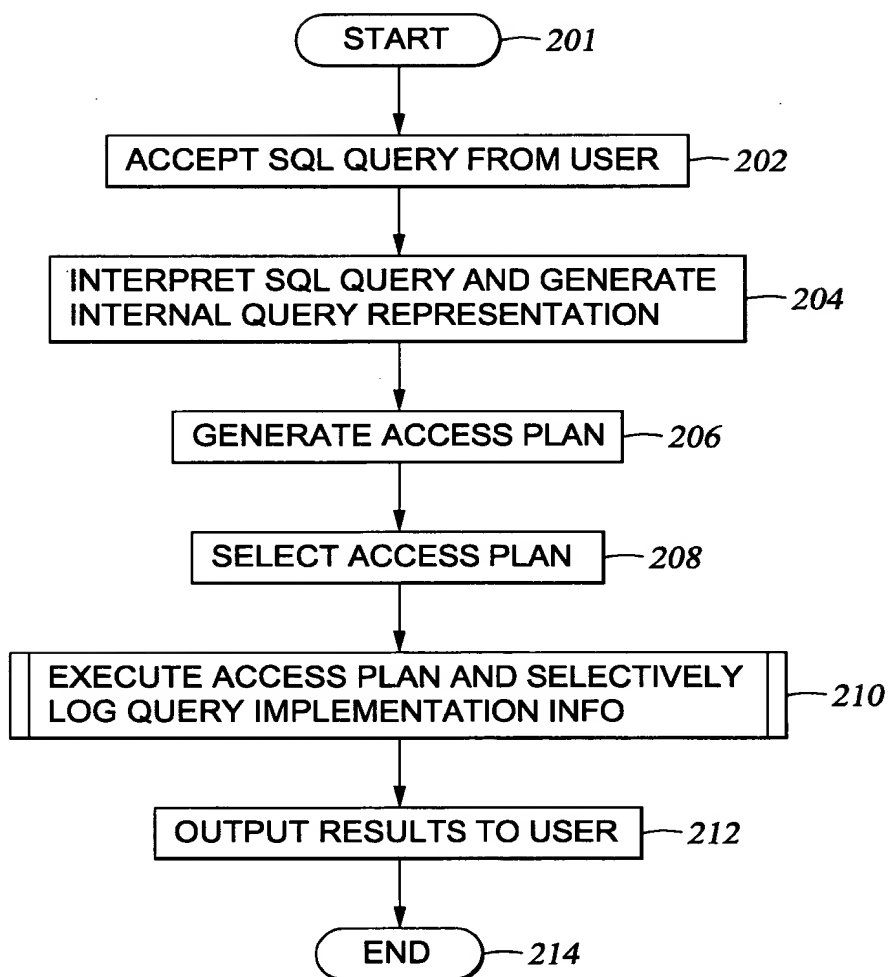 START 201
ACCEPT SQL QUERY FROM USER 202
INTERPRET SQL QUERY AND GENERATE
INTERNAL QUERY REPRESENTATION 204
GENERATE ACCESS PLAN 206
SELECT ACCESS PLAN 208
EXECUTE ACCESS PLAN AND SELECTIVELY
LOG QUERY IMPLEMENTATION INFO 210
OUTPUT RESULTS TO USER 212
END 214